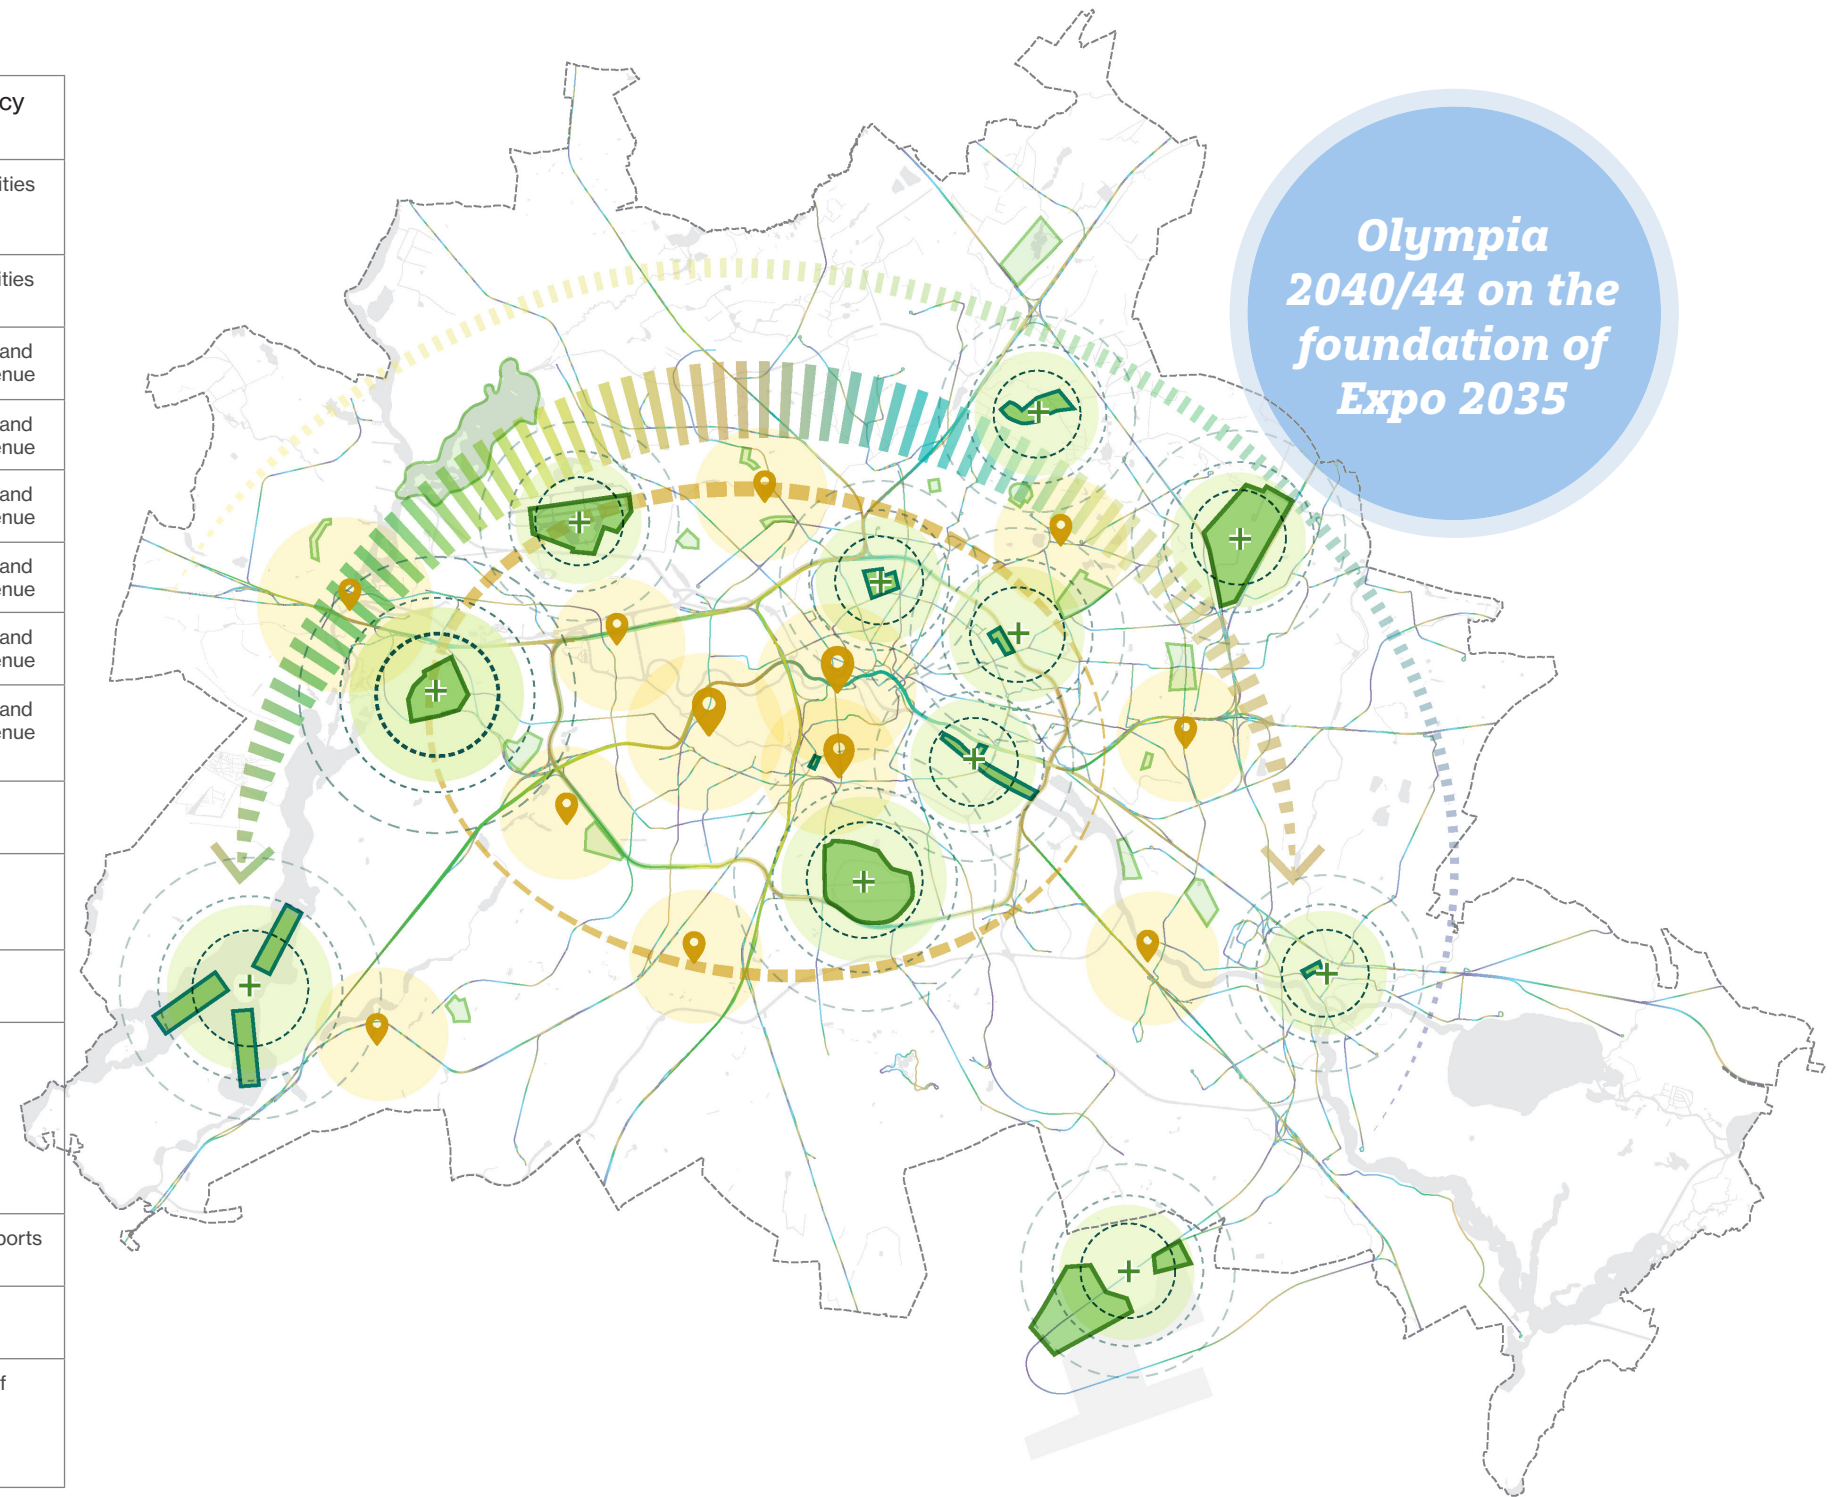 cy
ities
ities
and
enue
and
enue
and
enue
and
enue
and
enue
and
enue
ports
f
Olympia
2040/44 on the
foundation of
Expo 2035